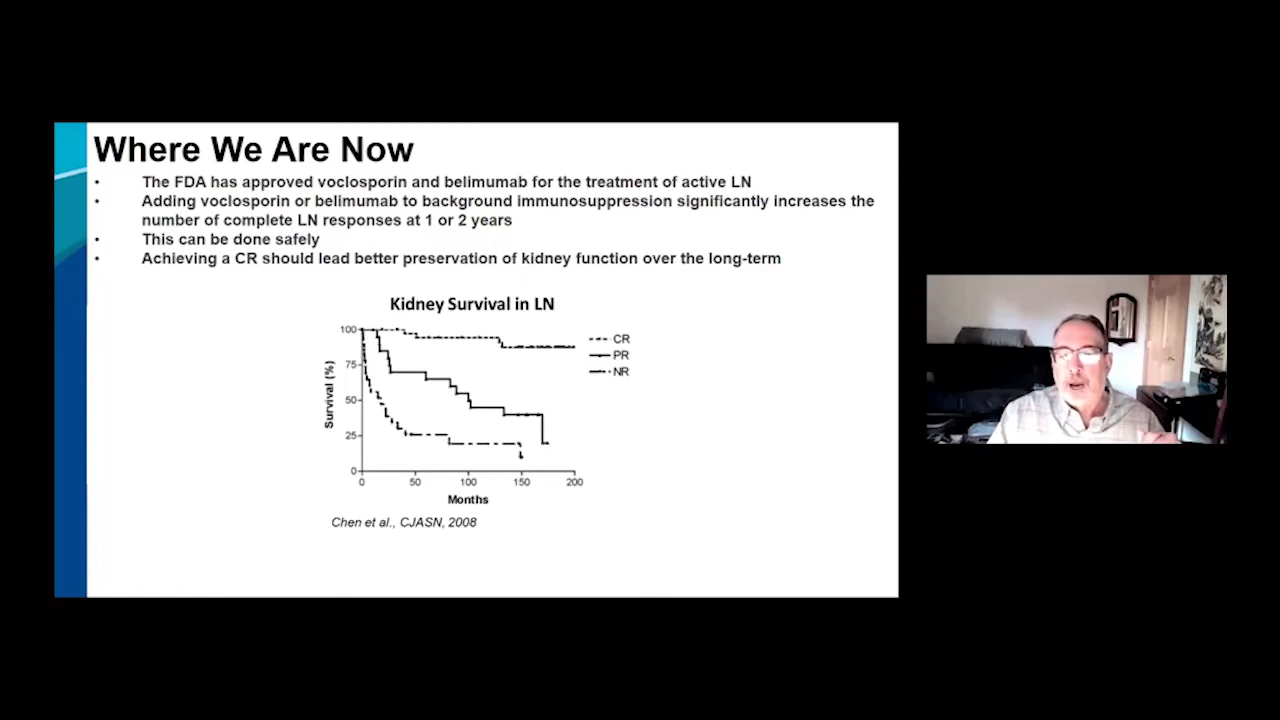 Where We Are Now
• The FDA has approved voclosporin and belimumab for the treatment of active LN
• Adding voclosporin or belimumab to background immunosuppression significantly increases the
number of complete LN responses at 1 or 2 years
• This can be done safely
• Achieving a CR should lead better preservation of kidney function over the long-term
Kidney Survival in LN
Survival (%)
100
75
50
25
0
0 50 100 150 200
Months
CR
PR
NR
Chen et al., CJASN, 2008